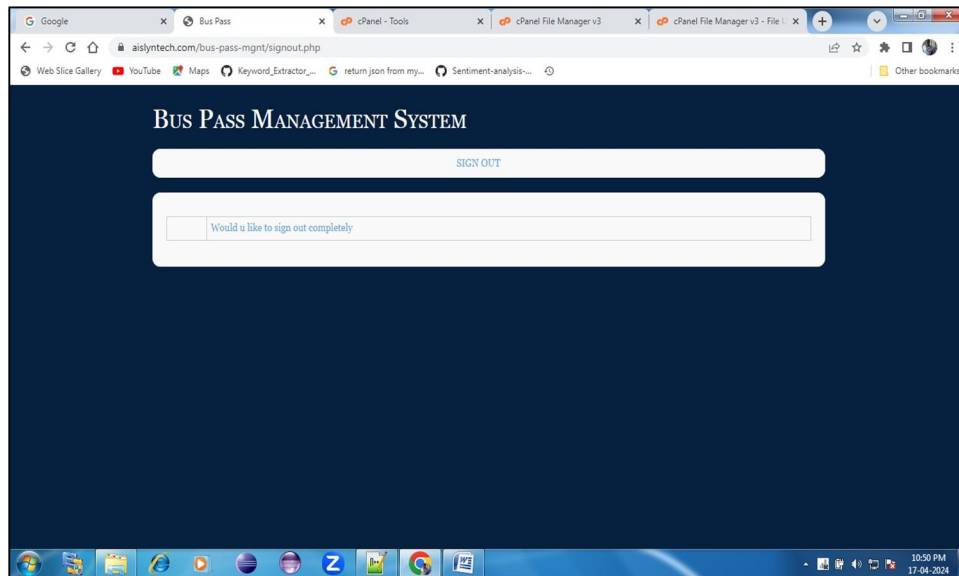 Google
Bus Pass
cPanel - Tools
cPanel File Manager v3
cPanel File Manager v3 - File
aislyntech.com/bus-pass-mgnt/signout.php
Web Slice Gallery YouTube Maps Keyword_Extractor_... return json from my... Sentiment-analysis-... Other bookmarks
BUS PASS MANAGEMENT SYSTEM
SIGN OUT
Would u like to sign out completely
10:50 PM
17-04-2024